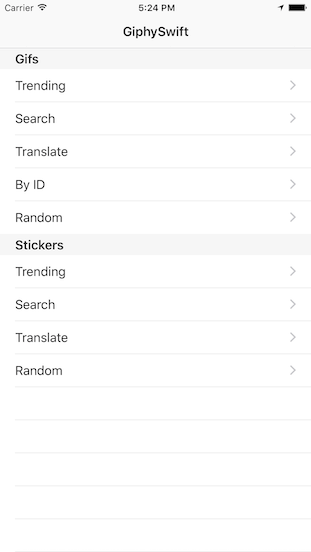 Carrier 5:24 PM
GiphySwift
Gifs
Trending
Search
Translate
By ID
Random
Stickers
Trending
Search
Translate
Random